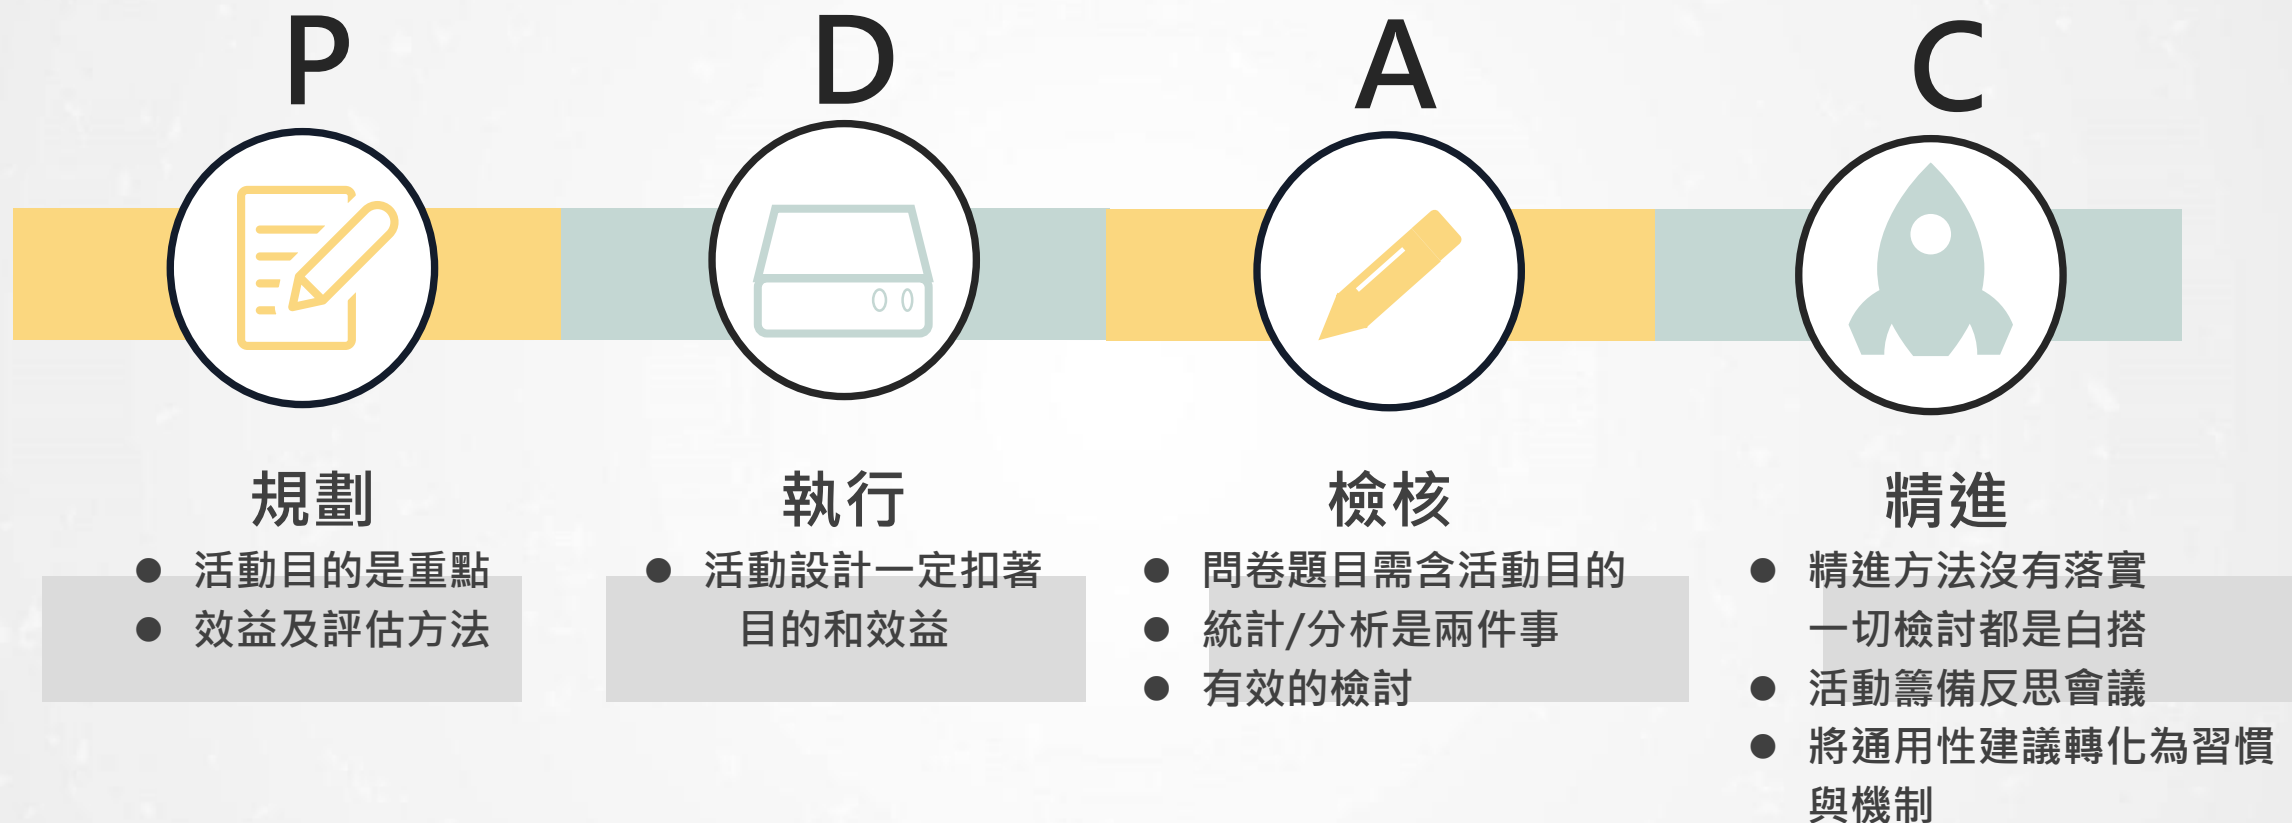 P
規劃
● 活動目的是重點
● 效益及評估方法
D
執行
● 活動設計一定扣著
目的和效益
A
檢核
● 問卷題目需含活動目的
● 統計/分析是兩件事
● 有效的檢討
C
精進
● 精進方法沒有落實
一切檢討都是白搭
● 活動籌備反思會議
● 將通用性建議轉化為習慣
與機制